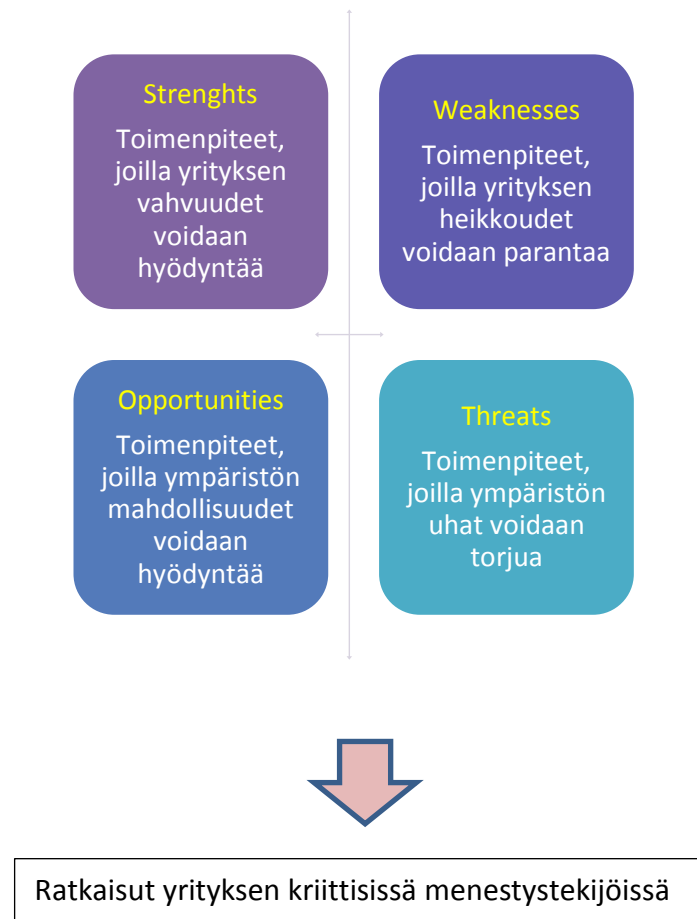 Strenghts
Toimenpiteet,
joilla yrityksen
vahvuudet
voidaan
hyödyntää
Weaknesses
Toimenpiteet,
joilla yrityksen
heikkoudet
voidaan parantaa
Opportunities
Toimenpiteet,
joilla ympäristön
mahdollisuudet
voidaan
hyödyntää
Threats
Toimenpiteet,
joilla ympäristön
uhat voidaan
torjua
Ratkaisut yrityksen kriittisissä menestystekijöissä